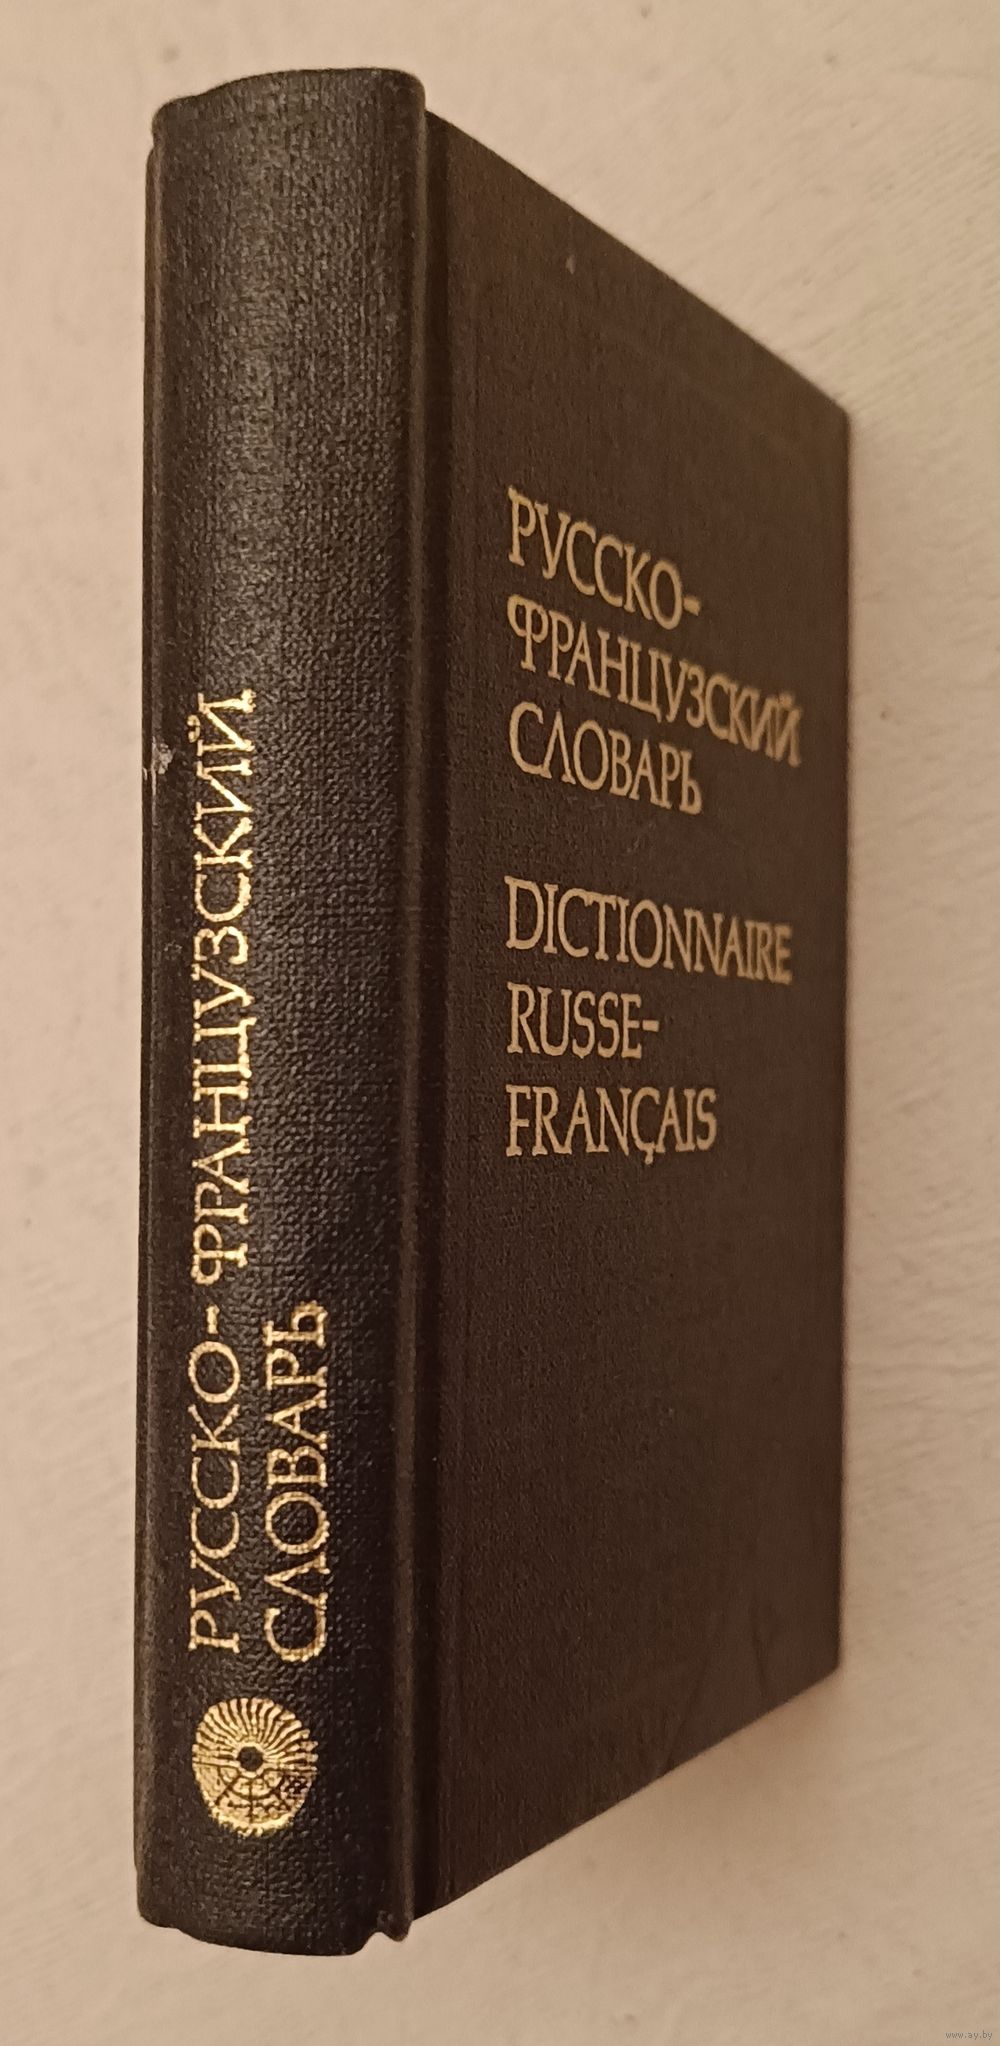 РУССКО-ФРАНЦУЗСКИЙ
СЛОВАРЬ
РУССКО-
ФРАНЦУЗСКИЙ
СЛОВАРЬ
DICTIONNAIRE
RUSSE-
FRANÇAIS
www.ay.by